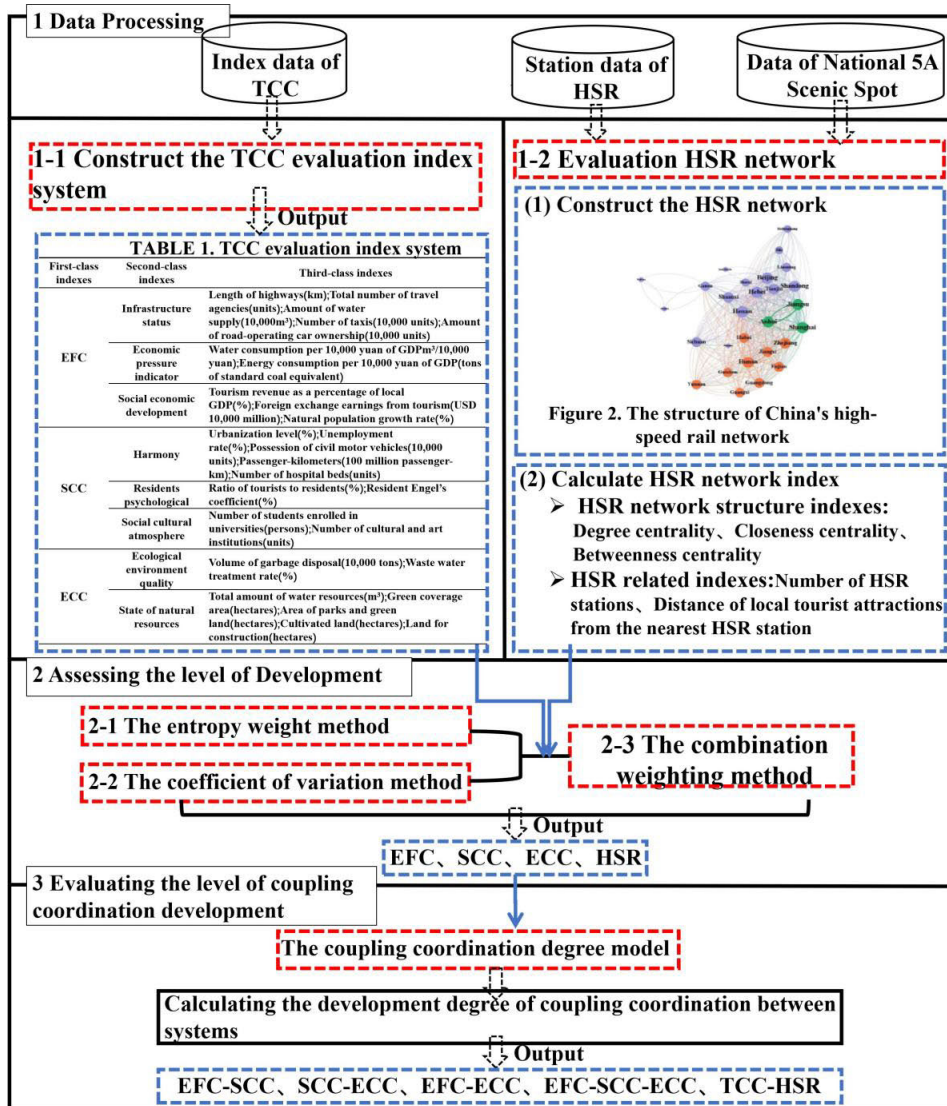 1 Data Processing
Index data of
TCC
Station data of
HSR
Data of National 5A
Scenic Spot
1-1 Construct the TCC evaluation index
system
Output
TABLE 1. TCC evaluation index system
First-class
indexes
Second-class
indexes
Third-class indexes
EFC
Infrastructure
status
Length of highways(km);Total number of travel
agencies(units);Amount of water
supply(10,000m³);Number of taxis(10,000 units);Amount
of road-operating car ownership(10,000 units)
Economic
pressure
indicator
Water consumption per 10,000 yuan of GDPm³/10,000
yuan);Energy consumption per 10,000 yuan of GDP(tons
of standard coal equivalent)
Social economic
development
Tourism revenue as a percentage of local
GDP(%);Foreign exchange earnings from tourism(USD
10,000 million);Natural population growth rate(%)
SCC
Harmony
Urbanization level(%);Unemployment
rate(%);Possession of civil motor vehicles(10,000
units);Passenger-kilometers(100 million passenger-
km);Number of hospital beds(units)
Residents
psychological
Ratio of tourists to residents(%);Resident Engel's
coefficient(%)
Social cultural
atmosphere
Number of students enrolled in
universities(persons);Number of cultural and art
institutions(units)
ECC
Ecological
environment
quality
Volume of garbage disposal(10,000 tons);Waste water
treatment rate(%)
State of natural
resources
Total amount of water resources(m³);Green coverage
area(hectares);Area of parks and green
land(hectares);Cultivated land(hectares);Land for
construction(hectares)
1-2 Evaluation HSR network
(1) Construct the HSR network
Beijing
Shandong
Hebei
Tianjin
Shanxi
Henan
Jiangsu
Anhui
Shanghai
Hubei
Zhejiang
Jiangxi
Hunan
Fujian
Sichuan
Guizhou
Yunnan
Guangdong
Guangxi
Figure 2. The structure of China's high-
speed rail network
(2) Calculate HSR network index
➢ HSR network structure indexes:
Degree centrality、Closeness centrality、
Betweenness centrality
➢ HSR related indexes:Number of HSR
stations、Distance of local tourist attractions
from the nearest HSR station
2 Assessing the level of Development
2-1 The entropy weight method
2-2 The coefficient of variation method
2-3 The combination
weighting method
Output
EFC、SCC、ECC、HSR
3 Evaluating the level of coupling
coordination development
The coupling coordination degree model
Calculating the development degree of coupling coordination between
systems
Output
EFC-SCC、SCC-ECC、EFC-ECC、EFC-SCC-ECC、TCC-HSR